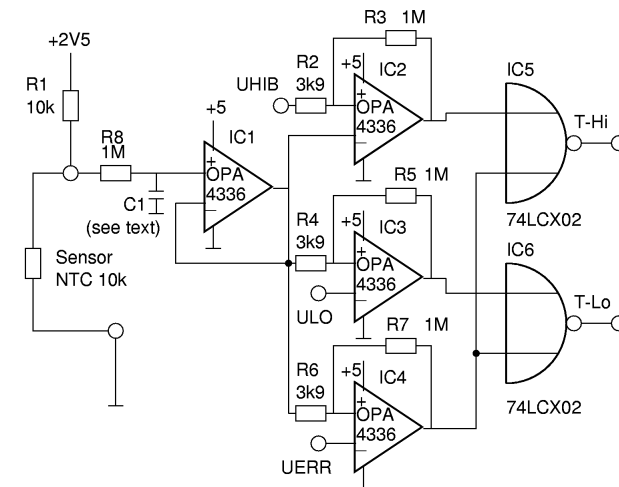 R3 1M
+2V5
R1
10k
R2
3k9
+5
IC2
UHIB
+
OPA
4336
–
IC5
T-Hi
74LCX02
+5
R8
1M
IC1
+
OPA
4336
–
C1
(see text)
R5 1M
R4
3k9
+5
IC3
+
OPA
4336
–
ULO
Sensor
NTC 10k
IC6
T-Lo
74LCX02
R7 1M
R6
3k9
+5
IC4
+
OPA
4336
–
UERR